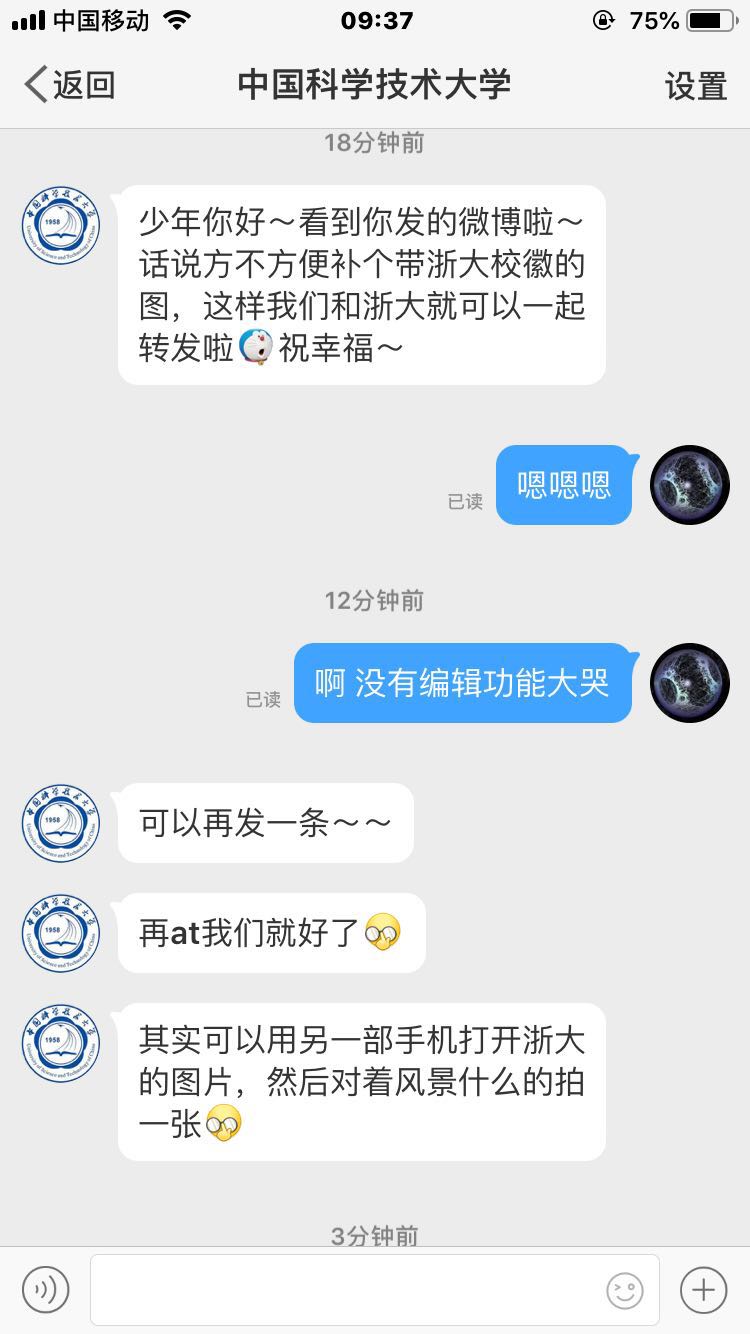 中国移动 09:37 75%
返回 中国科学技术大学 设置
18分钟前
少年你好～看到你发的微博啦～
话说方不方便补个带浙大校徽的
图，这样我们和浙大就可以一起
转发啦 祝幸福～
已读 嗯嗯嗯
12分钟前
已读 啊 没有编辑功能大哭
可以再发一条～～
再at我们就好了
其实可以用另一部手机打开浙大
的图片，然后对着风景什么的拍
一张
3分钟前